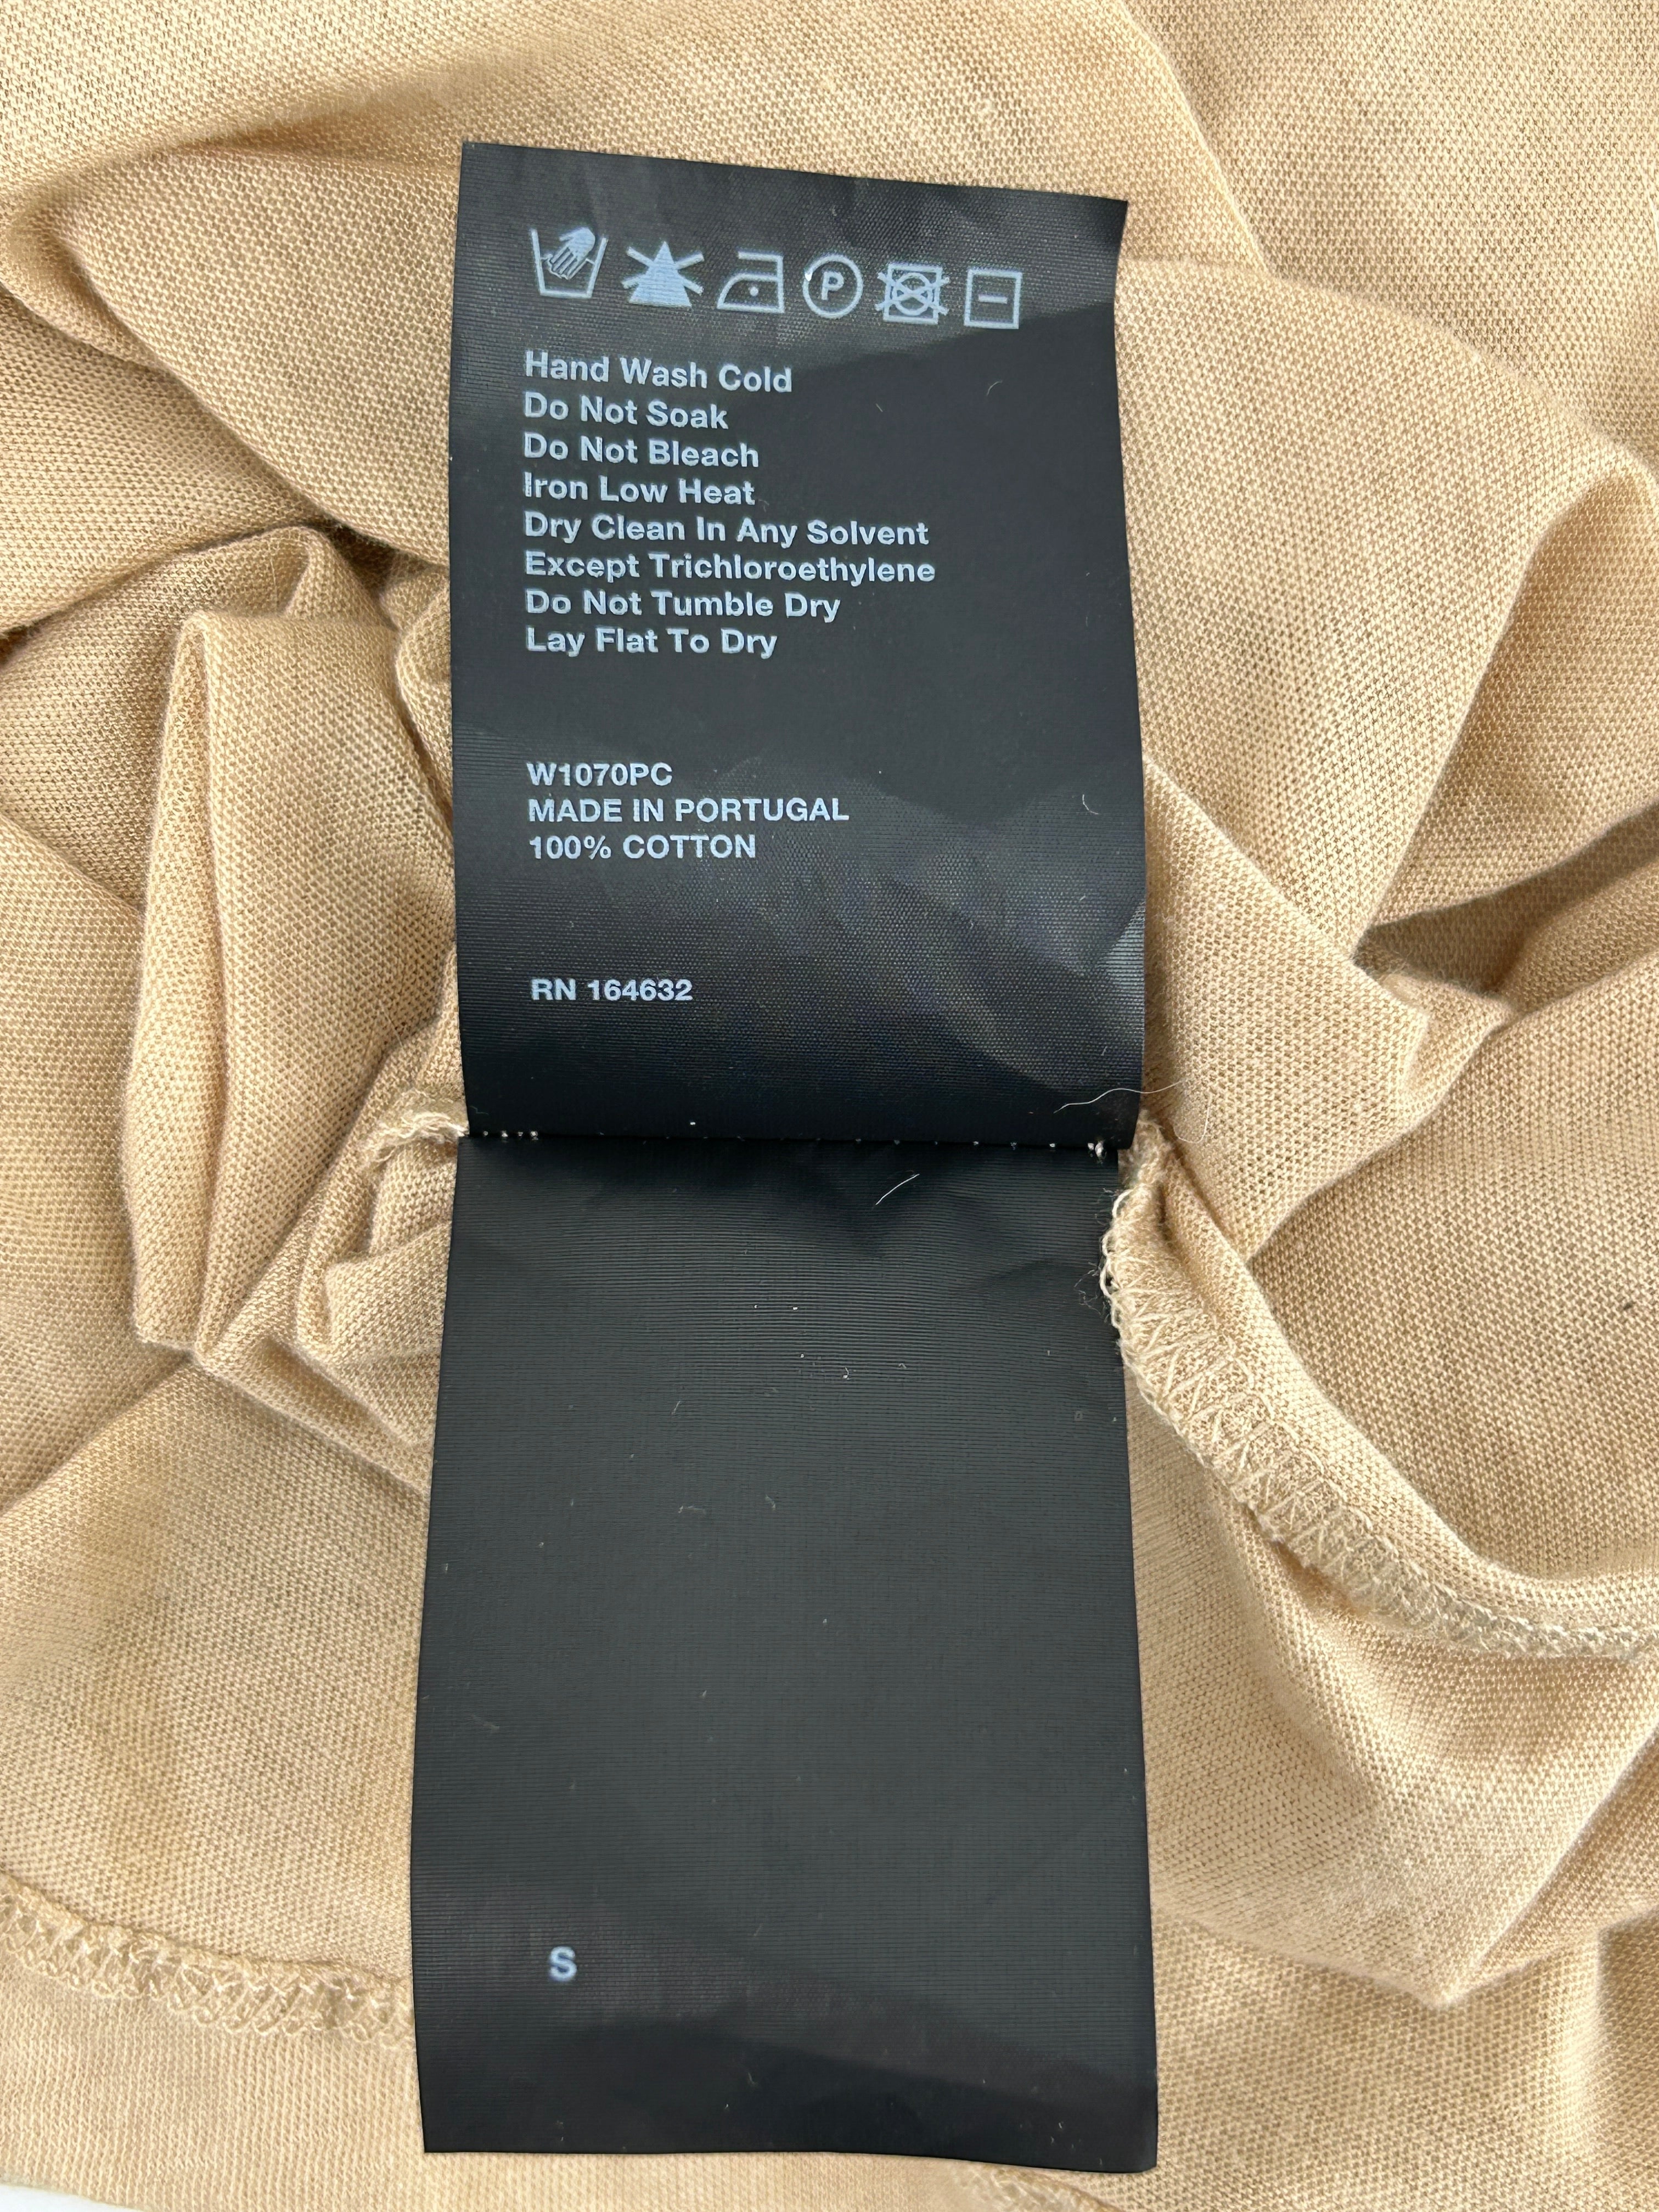 P
Hand Wash Cold
Do Not Soak
Do Not Bleach
Iron Low Heat
Dry Clean In Any Solvent
Except Trichloroethylene
Do Not Tumble Dry
Lay Flat To Dry
W1070PC
MADE IN PORTUGAL
100% COTTON
RN 164632
S